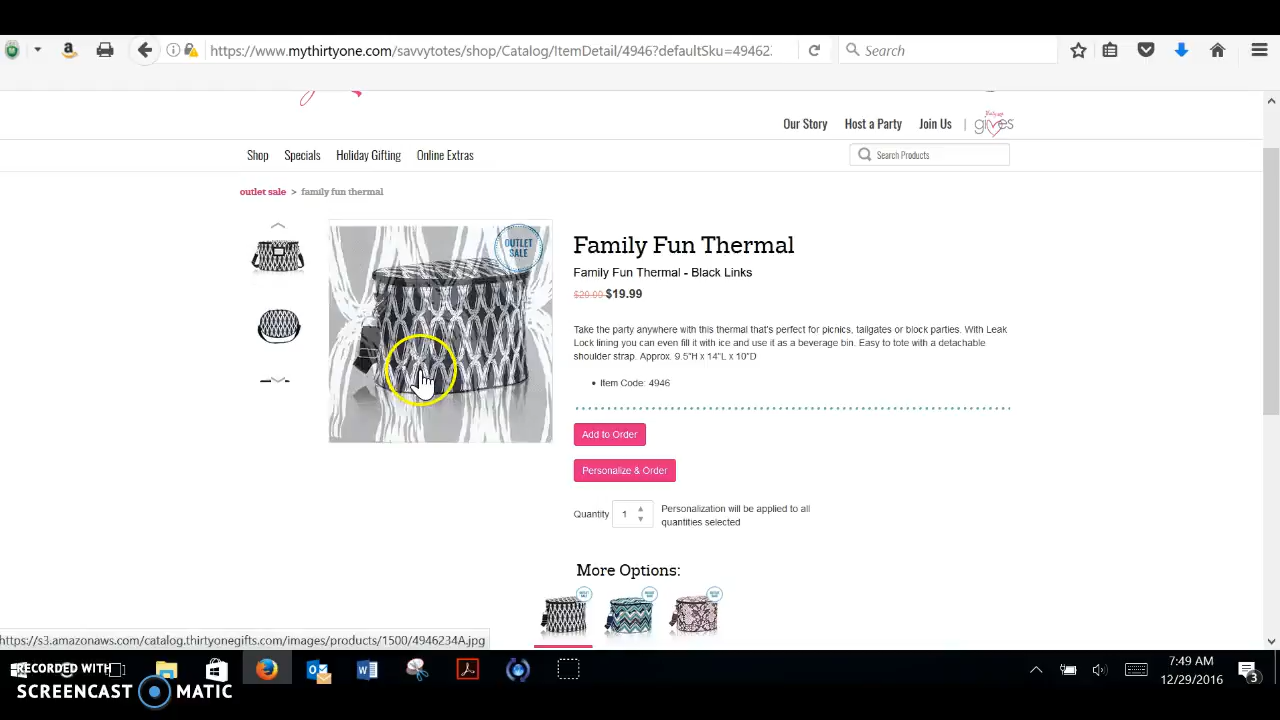 https://www.mythirtyone.com/savvytotes/shop/Catalog/ItemDetail/4946?defaultSku=49462
Search
Our Story
Host a Party
Join Us
|
gives
Shop
Specials
Holiday Gifting
Online Extras
Search Products
outlet sale > family fun thermal
OUTLET
SALE
Family Fun Thermal
Family Fun Thermal - Black Links
$29.99 $19.99
Take the party anywhere with this thermal that's perfect for picnics, tailgates or block parties. With Leak
Lock lining you can even fill it with ice and use it as a beverage bin. Easy to tote with a detachable
shoulder strap. Approx. 9.5"H x 14"L x 10"D
• Item Code: 4946
Add to Order
Personalize & Order
Quantity 1
Personalization will be applied to all
quantities selected
More Options:
https://s3.amazonaws.com/catalog.thirtyonegifts.com/images/products/1500/4946234A.jpg
RECORDED WITH
SCREENCAST MATIC
7:49 AM
12/29/2016
3